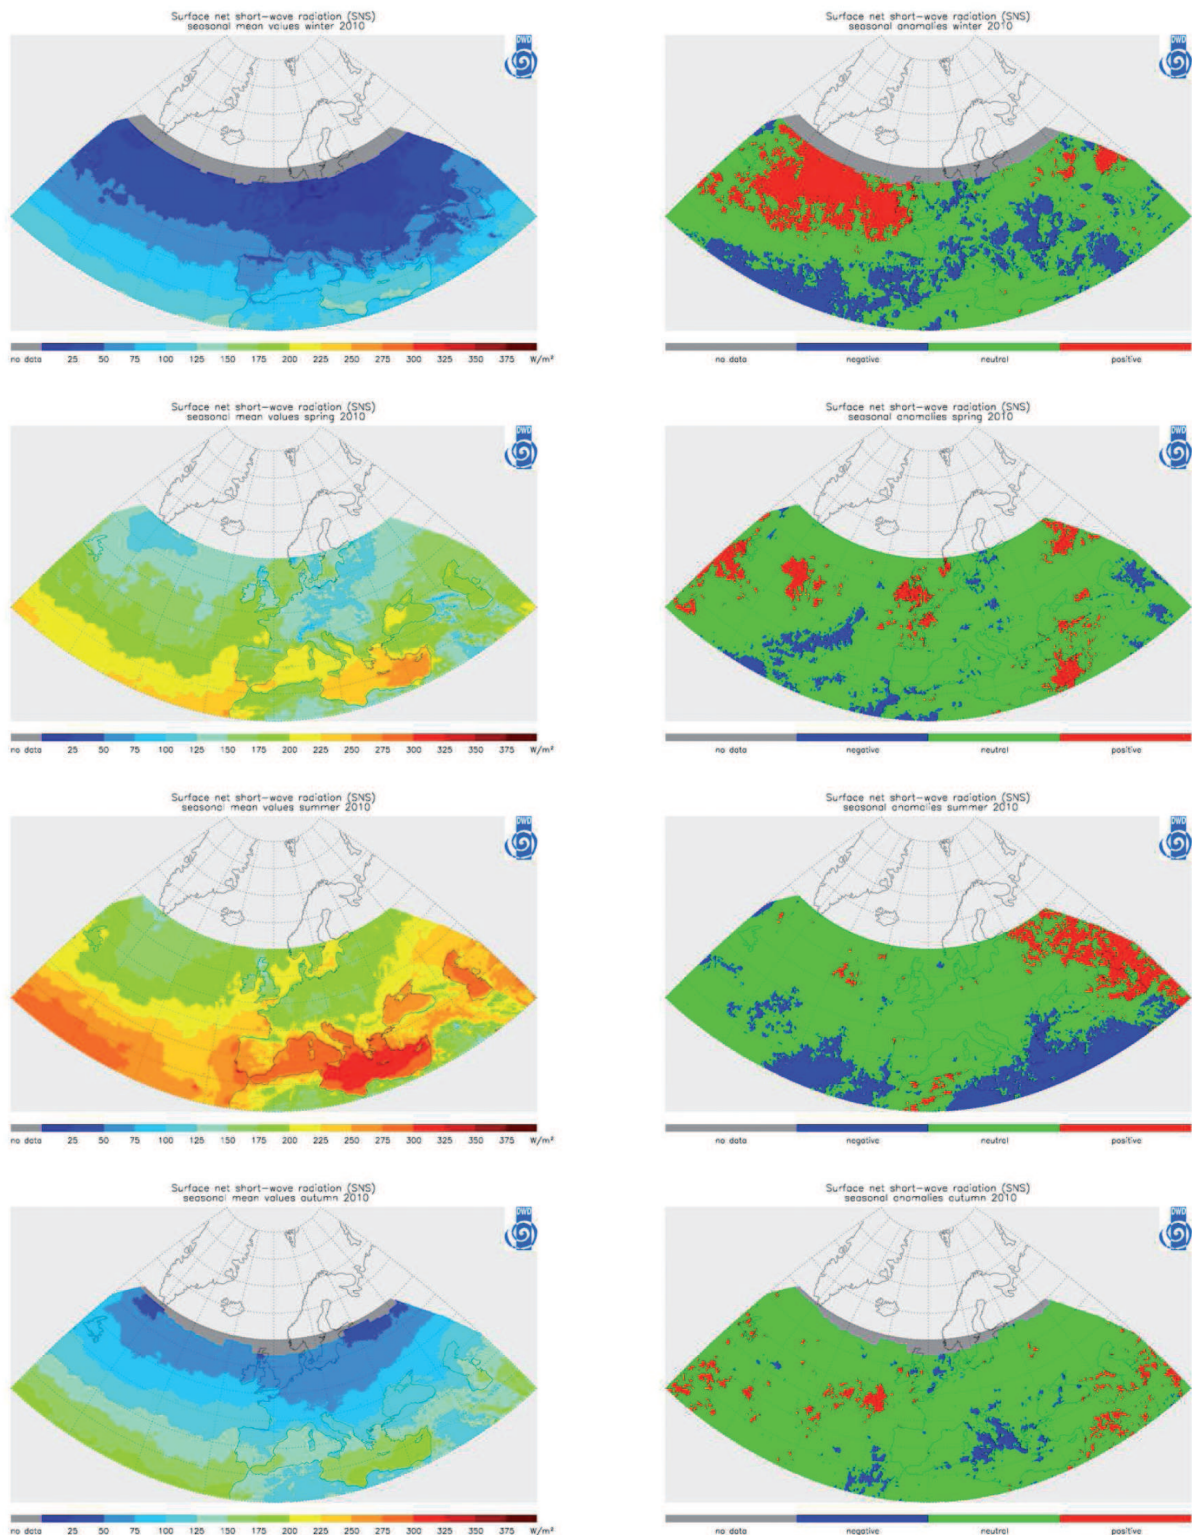 Surface net short-wave radiation (SNS)
seasonal mean values winter 2010
DWD
no data 25 50 75 100 125 150 175 200 225 250 275 300 325 350 375 W/m²
Surface net short-wave radiation (SNS)
seasonal anomalies winter 2010
DWD
no data negative neutral positive
Surface net short-wave radiation (SNS)
seasonal mean values spring 2010
DWD
no data 25 50 75 100 125 150 175 200 225 250 275 300 325 350 375 W/m²
Surface net short-wave radiation (SNS)
seasonal anomalies spring 2010
DWD
no data negative neutral positive
Surface net short-wave radiation (SNS)
seasonal mean values summer 2010
DWD
no data 25 50 75 100 125 150 175 200 225 250 275 300 325 350 375 W/m²
Surface net short-wave radiation (SNS)
seasonal anomalies summer 2010
DWD
no data negative neutral positive
Surface net short-wave radiation (SNS)
seasonal mean values autumn 2010
DWD
no data 25 50 75 100 125 150 175 200 225 250 275 300 325 350 375 W/m²
Surface net short-wave radiation (SNS)
seasonal anomalies autumn 2010
DWD
no data negative neutral positive